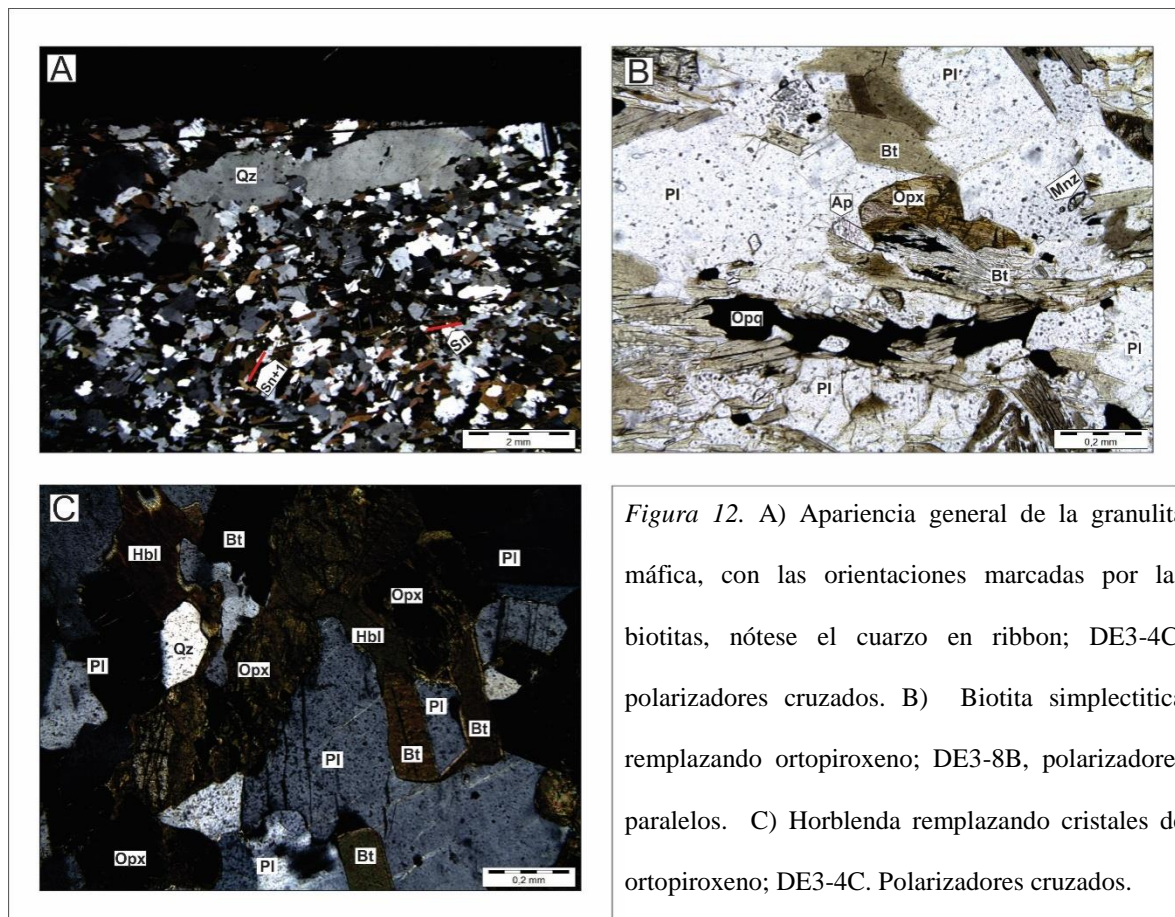 A
Qz
Sn
Sn+1
2 mm
B
Pl
Bt
Pl
Opx
Mnz
Ap
Bt
Opq
Pl
Pl
0,2 mm
C
Bt
Hbl
Pl
Opx
Hbl
Qz
Pl
Opx
Pl
Bt
Pl
Bt
Opx
Pl
Bt
0,2 mm
Figura 12. A) Apariencia general de la granulita
máfica, con las orientaciones marcadas por la
biotitas, nótese el cuarzo en ribbon; DE3-4C
polarizadores cruzados. B) Biotita simplectitica
remplazando ortopiroxeno; DE3-8B, polarizadore
paralelos. C) Horblenda remplazando cristales de
ortopiroxeno; DE3-4C. Polarizadores cruzados.